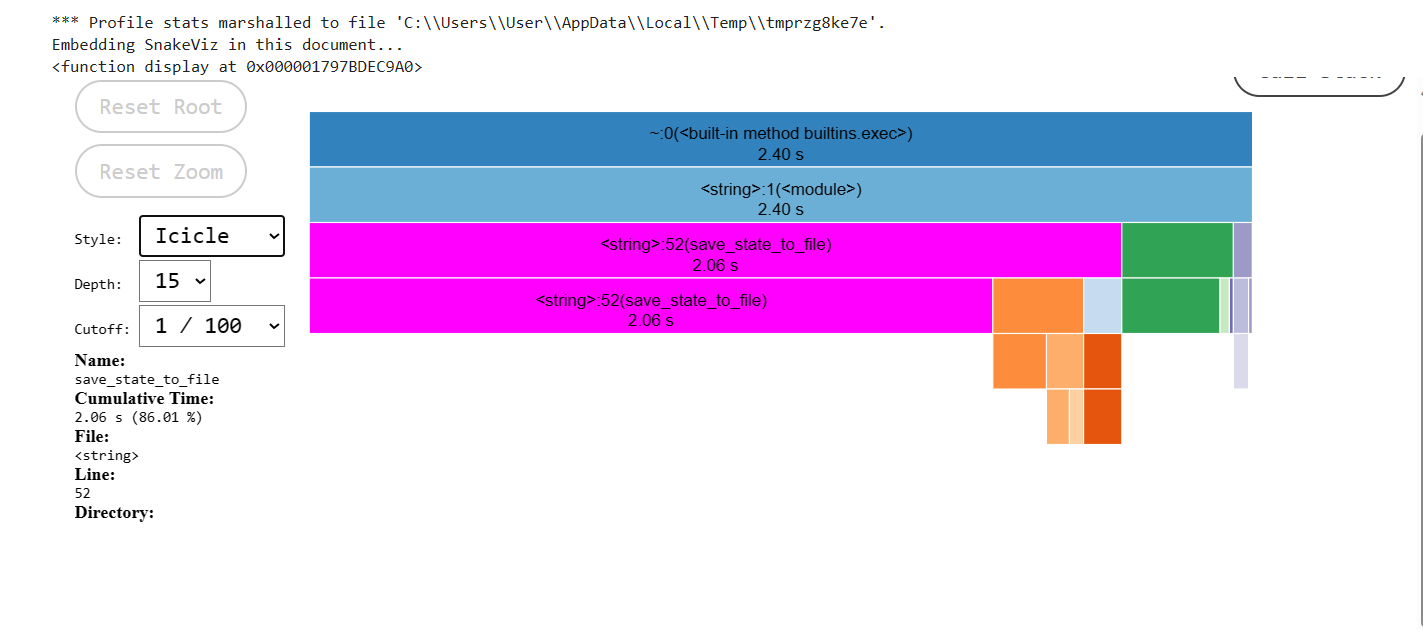 *** Profile stats marshalled to file 'C:\\Users\\User\\AppData\\Local\\Temp\\tmprzg8ke7e'.
Embedding SnakeViz in this document...
<function display at 0x000001797BDEC9A0>
Reset Root
Reset Zoom
Style: Icicle
Depth: 15
Cutoff: 1 / 100
Name:
save_state_to_file
Cumulative Time:
2.06 s (86.01 %)
File:
<string>
Line:
52
Directory:
~:0(<built-in method builtins.exec>)
2.40 s
<string>:1(<module>)
2.40 s
<string>:52(save_state_to_file)
2.06 s
<string>:52(save_state_to_file)
2.06 s